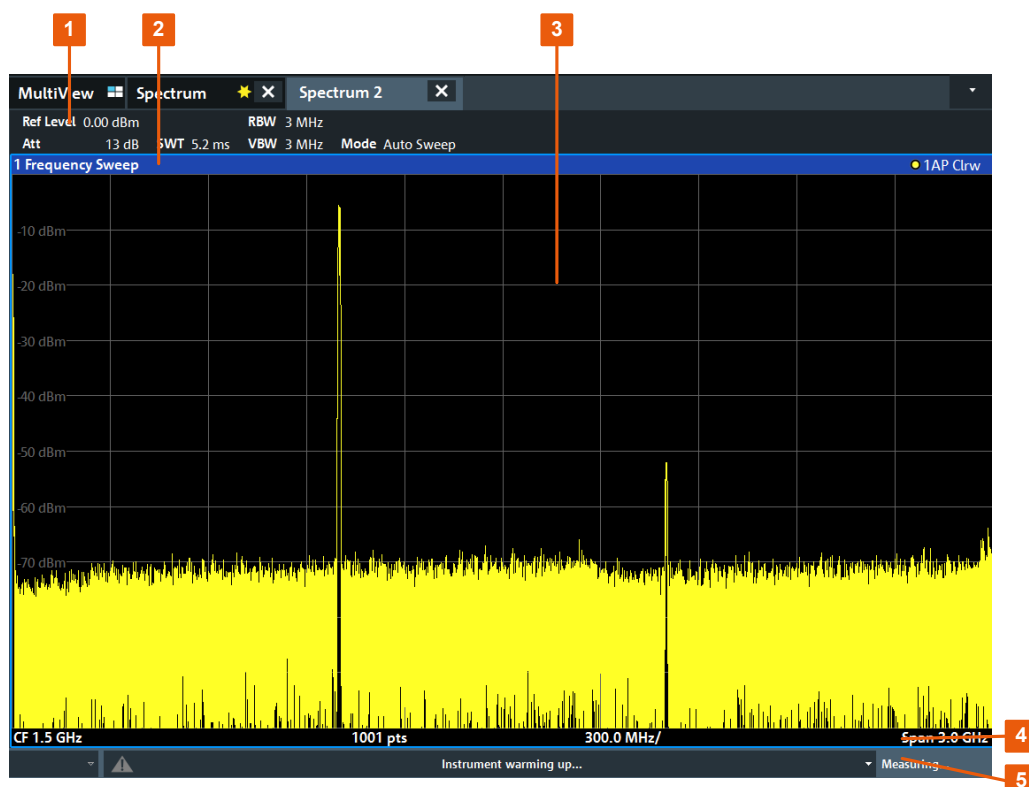 1 2 3
MultiView Spectrum Spectrum 2
Ref Level 0.00 dBm RBW 3 MHz
Att 13 dB SWT 5.2 ms VBW 3 MHz Mode Auto Sweep
1 Frequency Sweep 1AP Clrw
-10 dBm
-20 dBm
-30 dBm
-40 dBm
-50 dBm
-60 dBm
-70 dBm
CF 1.5 GHz 1001 pts 300.0 MHz/ Span 3.0 GHz
4
Instrument warming up... Measuring...
5